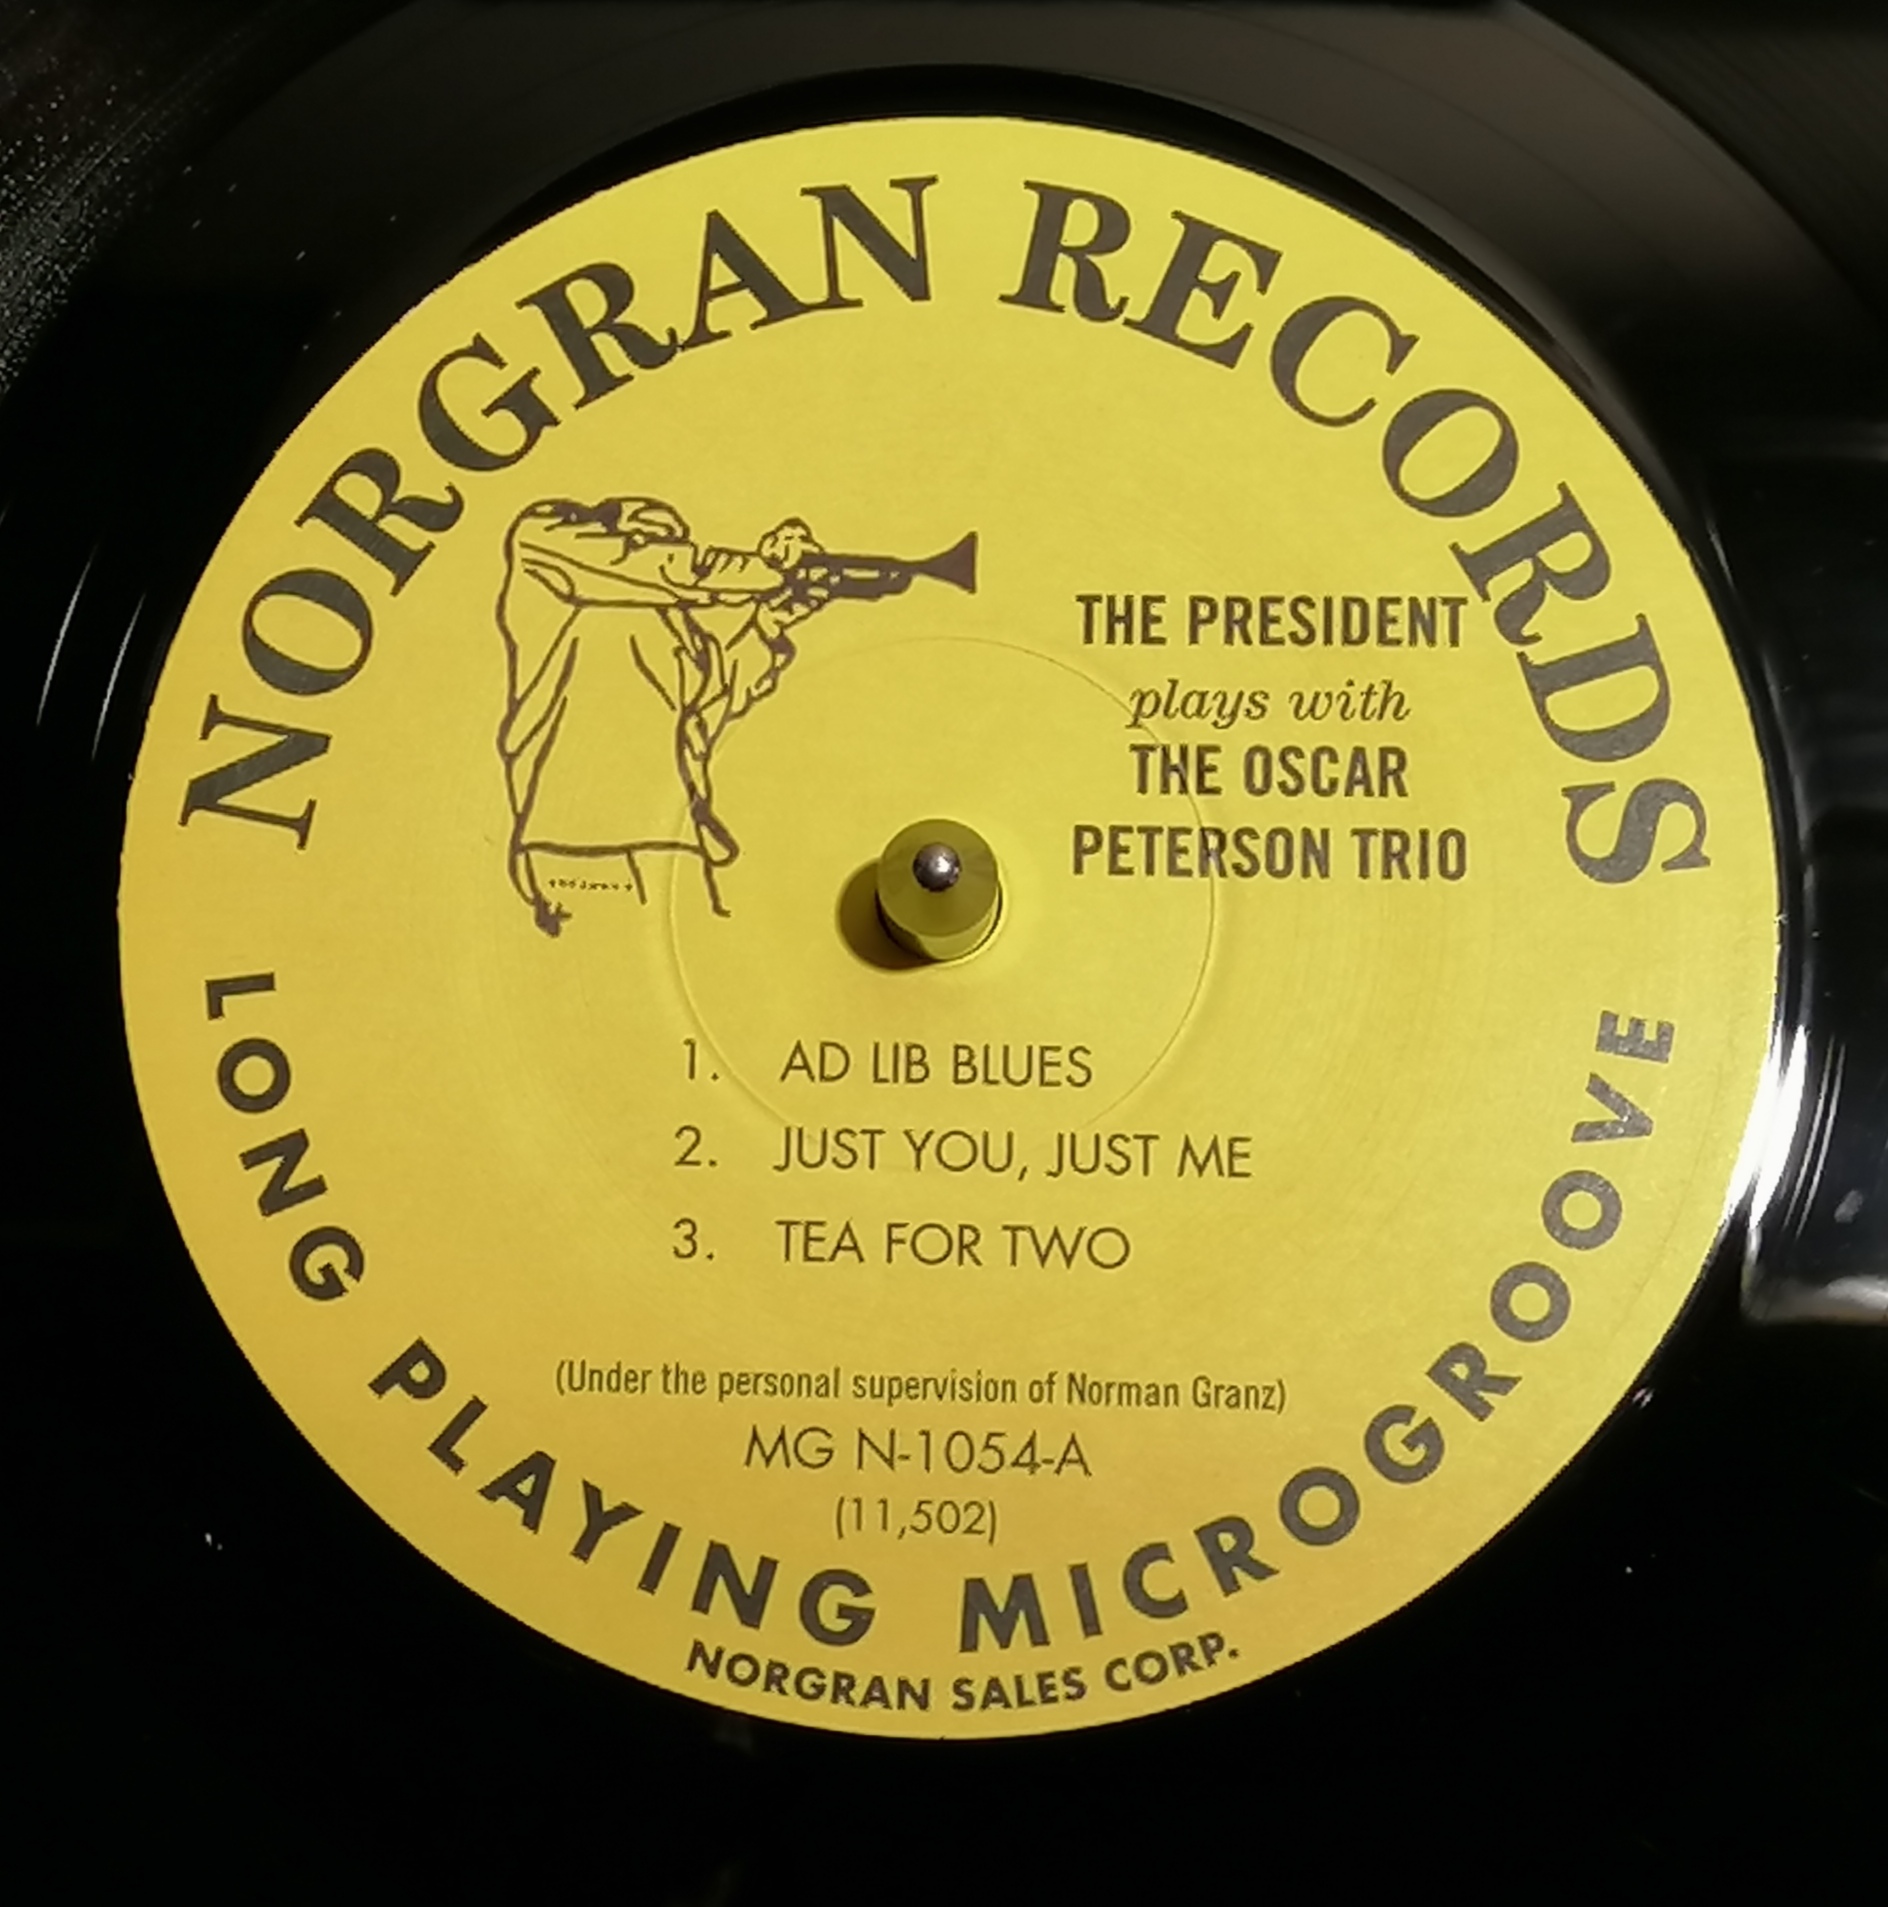 NORGRAN RECORDS
THE PRESIDENT
plays with
THE OSCAR
PETERSON TRIO
1. AD LIB BLUES
2. JUST YOU, JUST ME
3. TEA FOR TWO
(Under the personal supervision of Norman Granz)
MG N-1054-A
(11,502)
LONG PLAYING MICROGROOVE
NORGRAN SALES CORP.